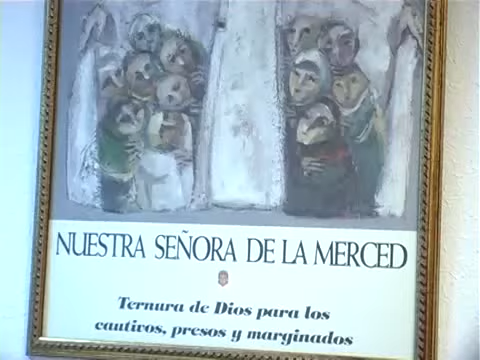 NUESTRA SEÑORA DE LA MERCED
Ternura de Dios para los
cautivos, presos y marginados